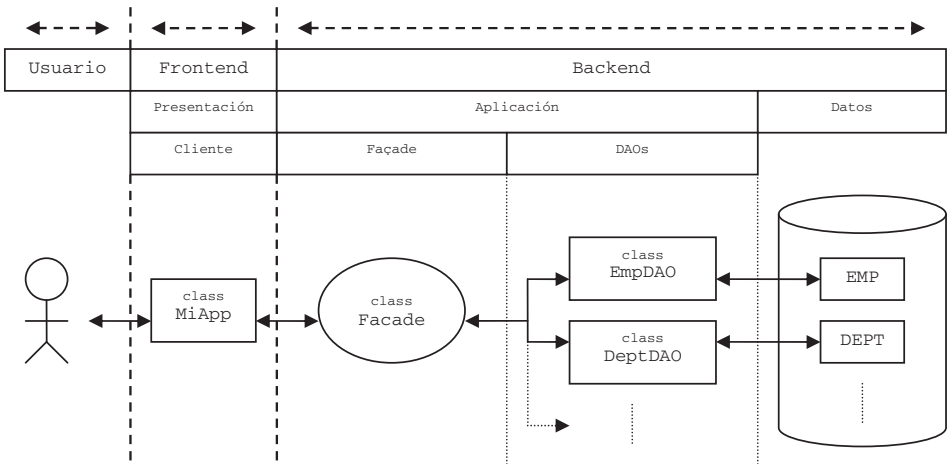 Usuario Frontend Backend
Presentación Aplicación Datos
Cliente Façade DAOs
class
MiApp
class
Facade
class
EmpDAO
class
DeptDAO
EMP
DEPT